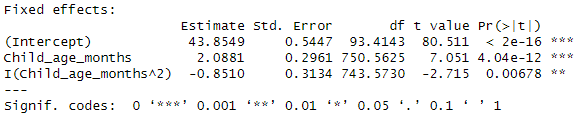 Fixed effects:
Estimate Std. Error df t value Pr(>|t|)
(Intercept) 43.8549 0.5447 93.4143 80.511 < 2e-16 ***
Child_age_months 2.0881 0.2961 750.5625 7.051 4.04e-12 ***
I(Child_age_months^2) -0.8510 0.3134 743.5730 -2.715 0.00678 **
---
Signif. codes: 0 ‘***’ 0.001 ‘**’ 0.01 ‘*’ 0.05 ‘.’ 0.1 ‘ ’ 1